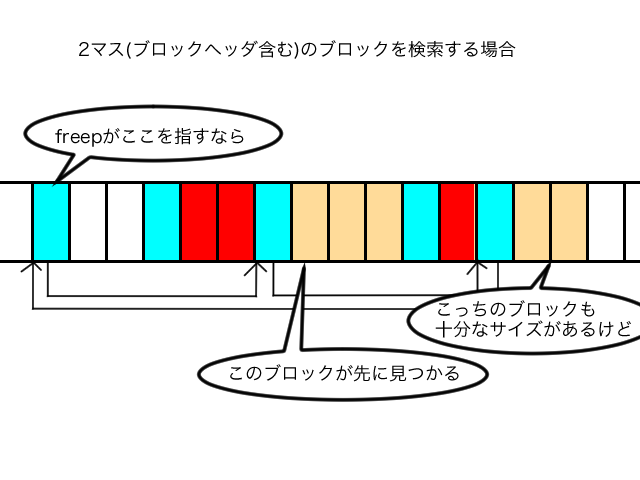 2マス(ブロックヘッダ含む)のブロックを検索する場合
freepがここを指すなら
こっちのブロックも
十分なサイズがあるけど
このブロックが先に見つかる